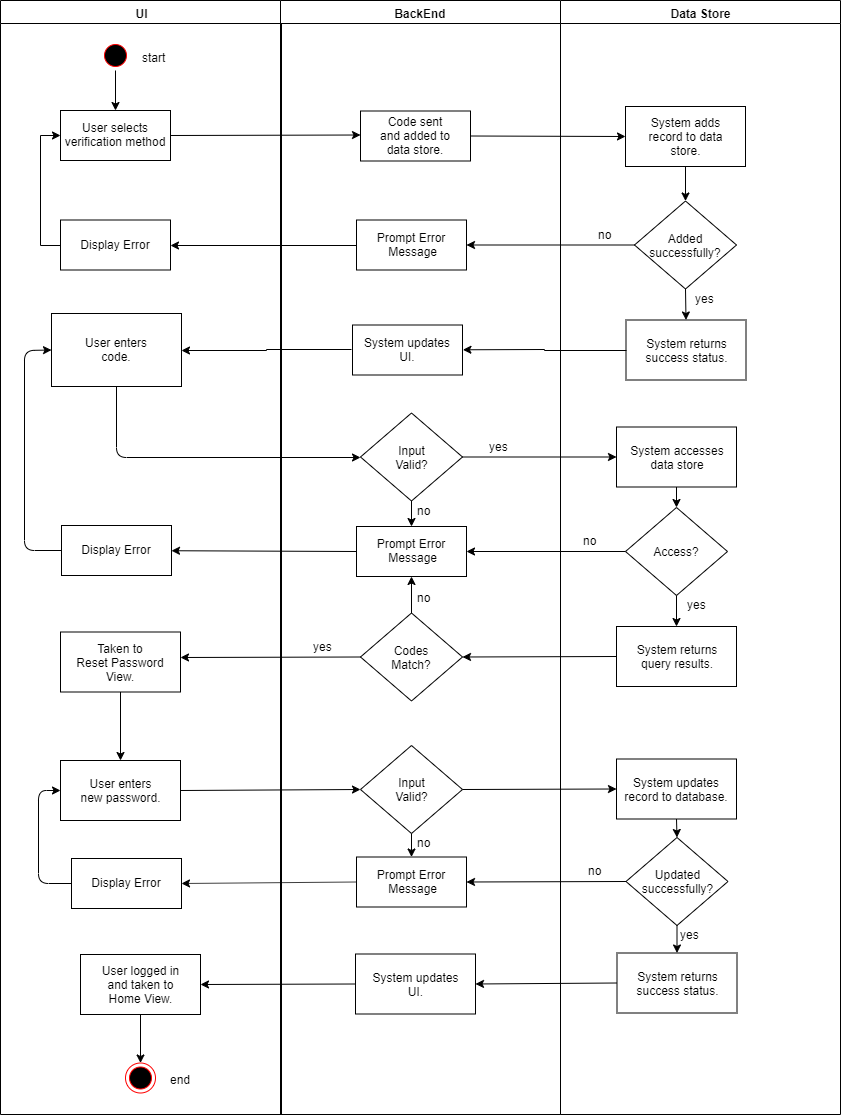 UI
BackEnd
Data Store
start
User selects
verification method
Code sent
and added to
data store.
System adds
record to data
store.
Display Error
Prompt Error
Message
no
Added
successfully?
yes
User enters
code.
System updates
UI.
System returns
success status.
Input
Valid?
yes
System accesses
data store
no
Display Error
Prompt Error
Message
no
Access?
no
yes
Taken to
Reset Password
View.
yes
Codes
Match?
System returns
query results.
User enters
new password.
Input
Valid?
System updates
record to database.
no
Display Error
Prompt Error
Message
no
Updated
successfully?
yes
User logged in
and taken to
Home View.
System updates
UI.
System returns
success status.
end